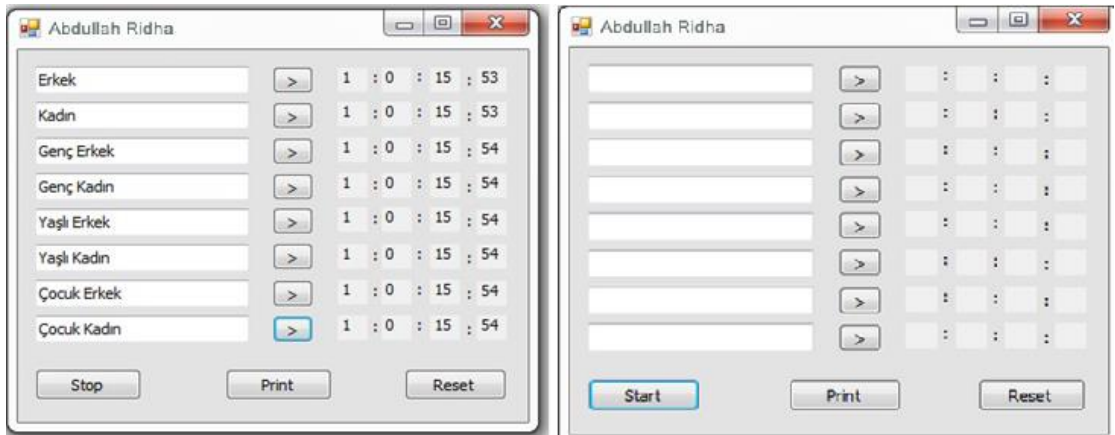 Abdullah Ridha
Erkek > 1 : 0 : 15 : 53
Kadın > 1 : 0 : 15 : 53
Genç Erkek > 1 : 0 : 15 : 54
Genç Kadın > 1 : 0 : 15 : 54
Yaşlı Erkek > 1 : 0 : 15 : 54
Yaşlı Kadın > 1 : 0 : 15 : 54
Çocuk Erkek > 1 : 0 : 15 : 54
Çocuk Kadın > 1 : 0 : 15 : 54
Stop Print Reset
Abdullah Ridha
> : : :
> : : :
> : : :
> : : :
> : : :
> : : :
> : : :
> : : :
Start Print Reset